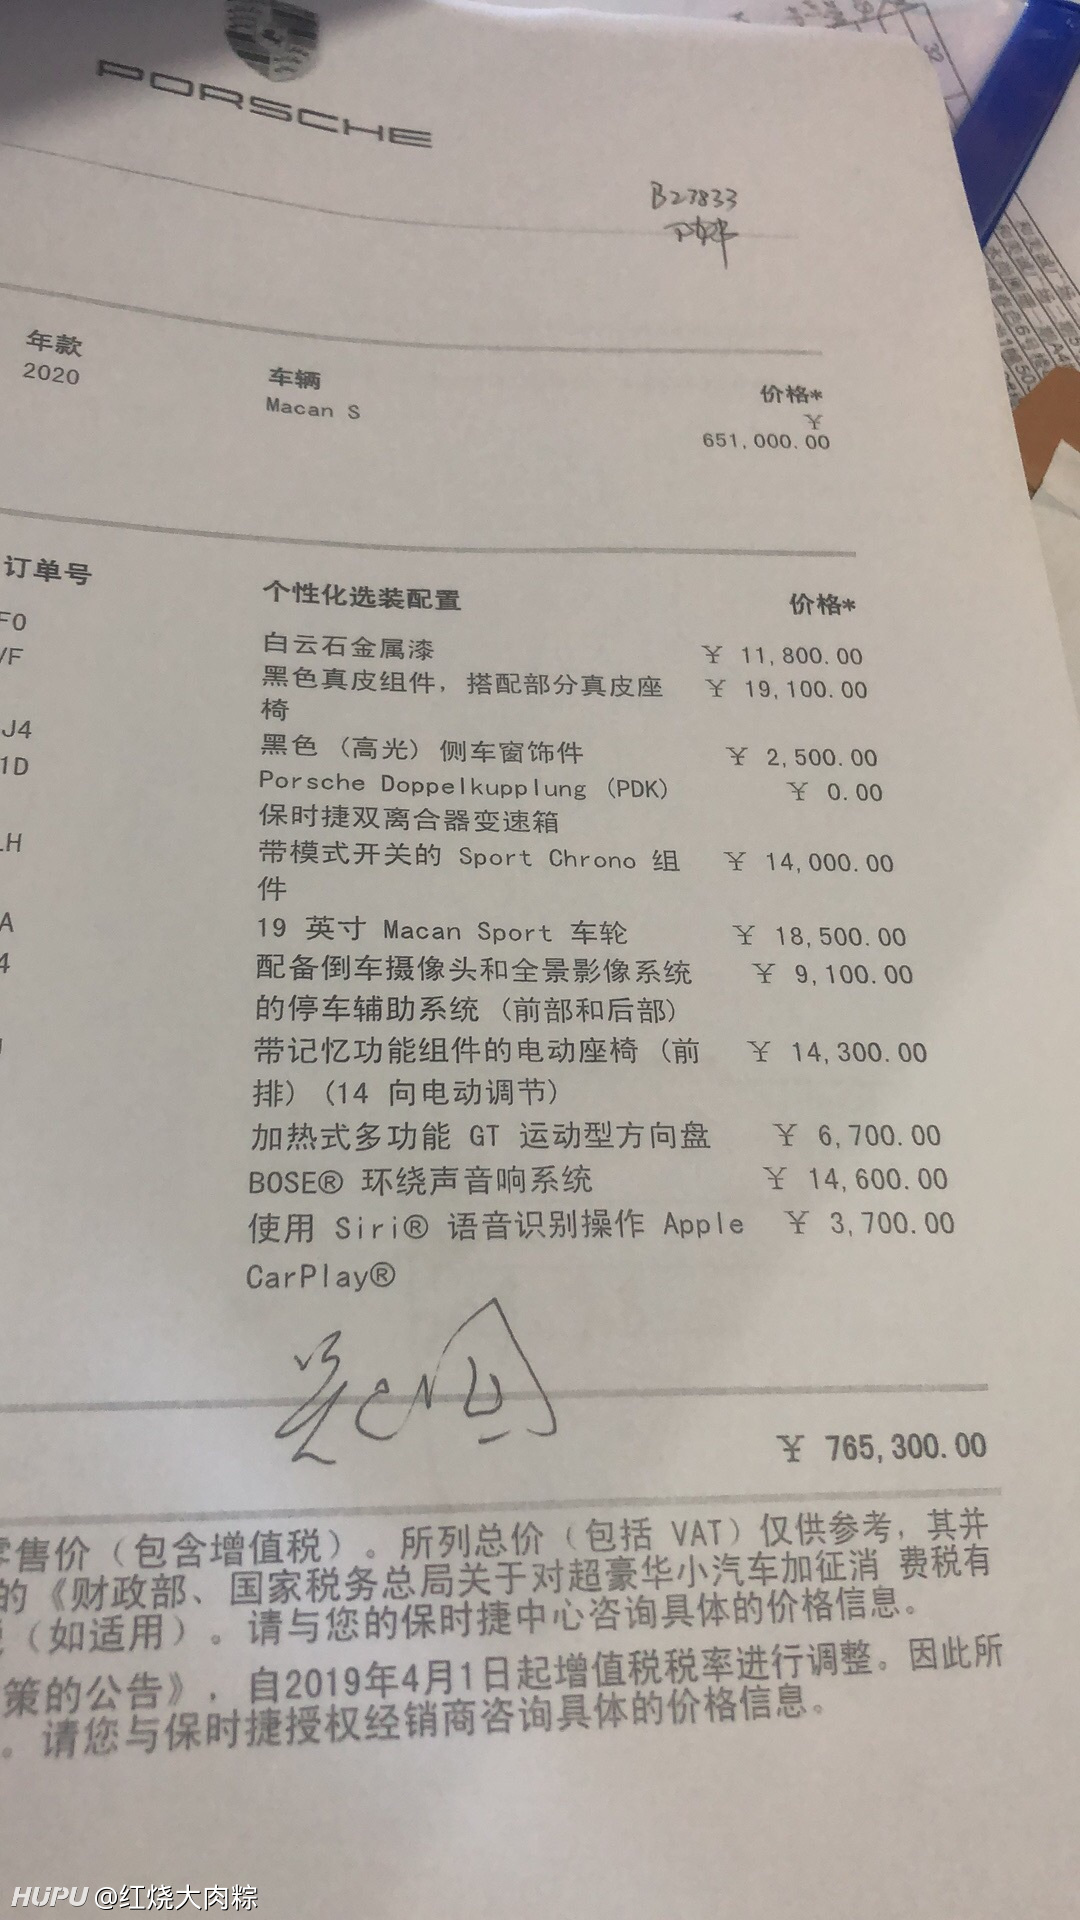 PORSCHE
B27833
年款
2020
车辆
Macan S
价格*
¥
651,000.00
订单号
个性化选装配置 价格*
F0 白云石金属漆 ¥ 11,800.00
/F 黑色真皮组件，搭配部分真皮座 ¥ 19,100.00
椅
J4 黑色 (高光) 侧车窗饰件 ¥ 2,500.00
1D Porsche Doppelkupplung (PDK) ¥ 0.00
保时捷双离合器变速箱
LH 带模式开关的 Sport Chrono 组 ¥ 14,000.00
件
A 19 英寸 Macan Sport 车轮 ¥ 18,500.00
4 配备倒车摄像头和全景影像系统 ¥ 9,100.00
的停车辅助系统 (前部和后部)
带记忆功能组件的电动座椅 (前 ¥ 14,300.00
排) (14 向电动调节)
加热式多功能 GT 运动型方向盘 ¥ 6,700.00
BOSE® 环绕声音响系统 ¥ 14,600.00
使用 Siri® 语音识别操作 Apple ¥ 3,700.00
CarPlay®
¥ 765,300.00
零售价（包含增值税）。所列总价（包括 VAT）仅供参考，其并
的《财政部、国家税务总局关于对超豪华小汽车加征消 费税有
（如适用）。请与您的保时捷中心咨询具体的价格信息。
策的公告》，自2019年4月1日起增值税税率进行调整。因此所
。请您与保时捷授权经销商咨询具体的价格信息。
HUPU @红烧大肉粽